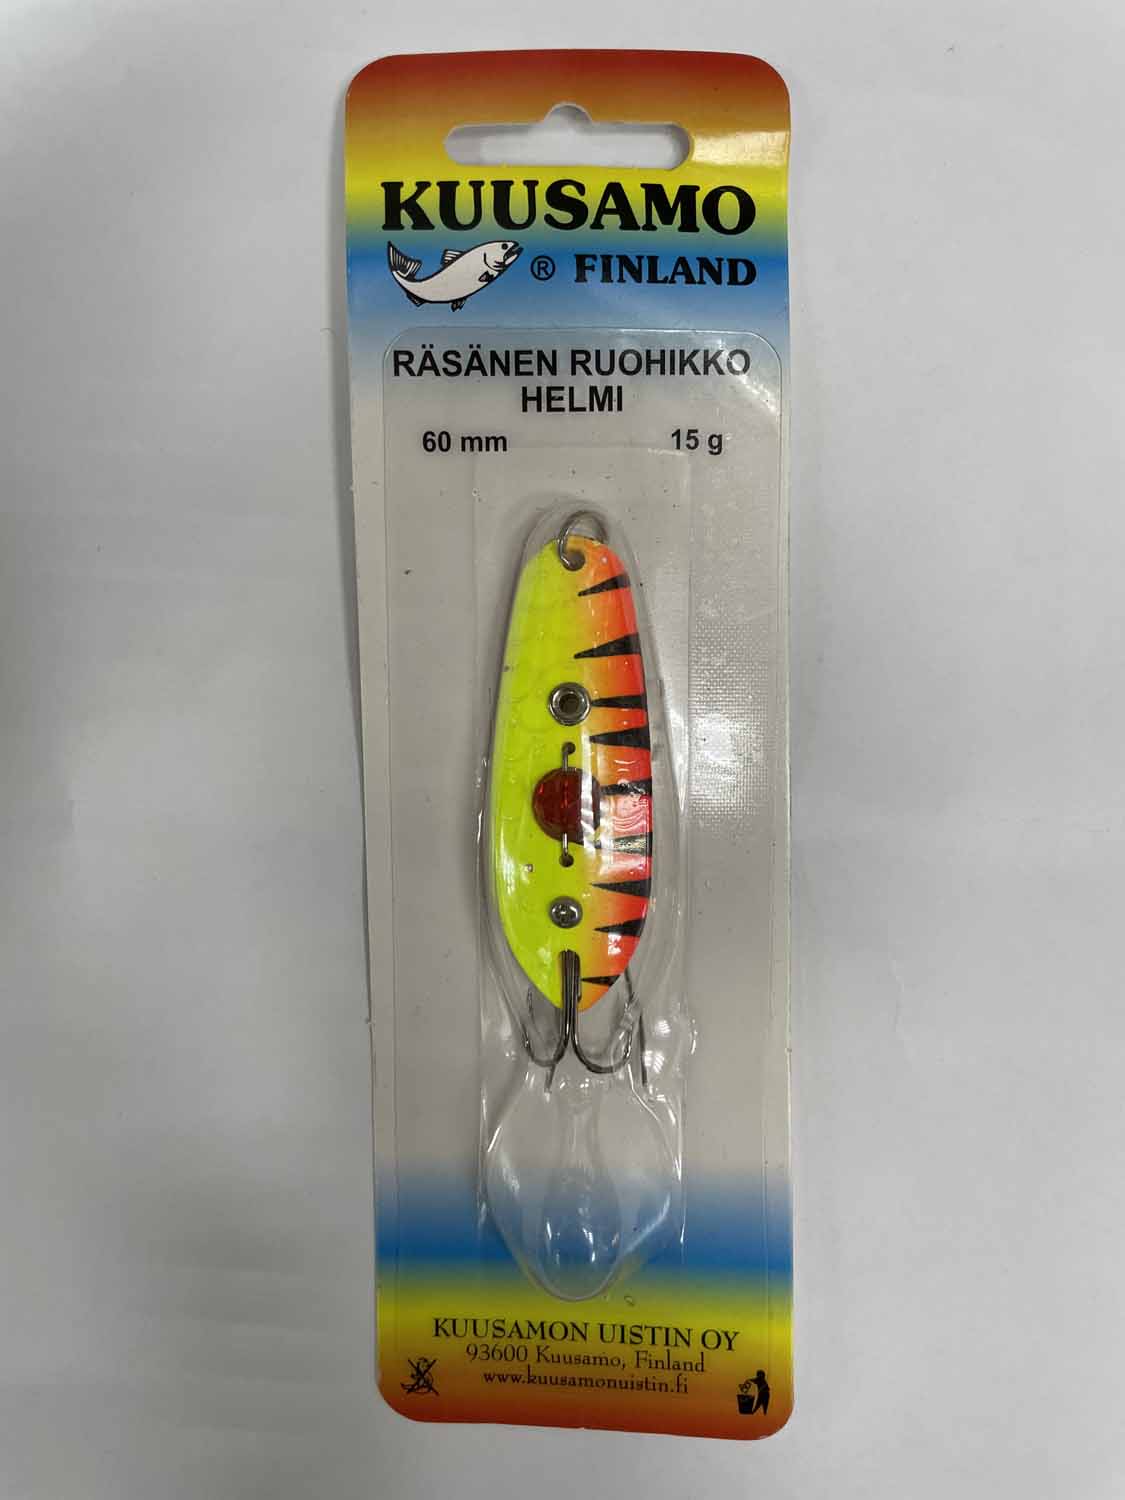 KUUSAMO
® FINLAND
RÄSÄNEN RUOHIKKO
HELMI
60 mm 15 g
KUUSAMON UISTIN OY
93600 Kuusamo, Finland
www.kuusamonuistin.fi